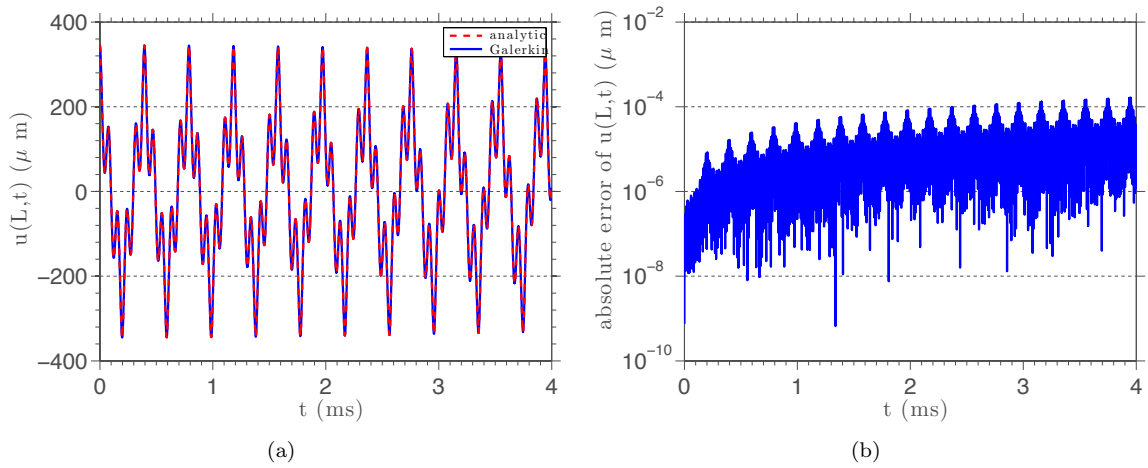 400
200
0
−200
−400
0
1
2
3
4
u(L,t) (μ m)
t (ms)
analytic
Galerkin
(a)
10⁻²
10⁻⁴
10⁻⁶
10⁻⁸
10⁻¹⁰
0
1
2
3
4
absolute error of u(L,t) (μ m)
t (ms)
(b)